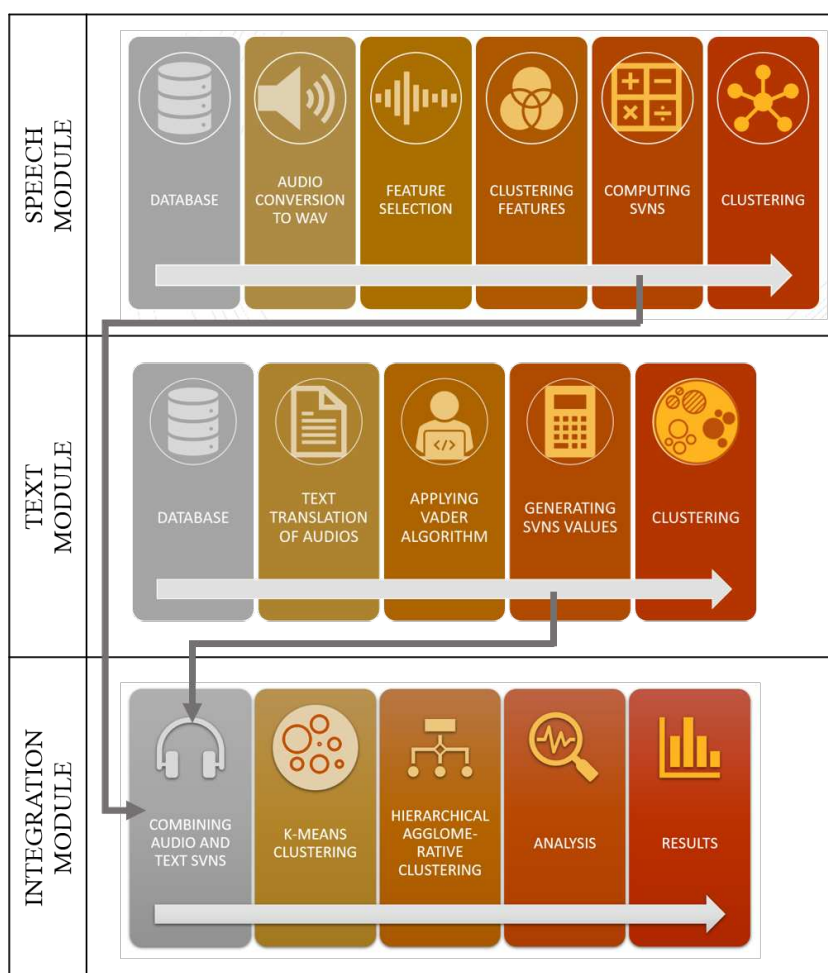 SPEECH
MODULE
DATABASE
AUDIO
CONVERSION
TO WAV
FEATURE
SELECTION
CLUSTERING
FEATURES
COMPUTING
SVNS
CLUSTERING
TEXT
MODULE
DATABASE
TEXT
TRANSLATION
OF AUDIOS
APPLYING
VADER
ALGORITHM
</>
GENERATING
SVNS VALUES
CLUSTERING
INTEGRATION
MODULE
COMBINING
AUDIO AND
TEXT SVNS
K-MEANS
CLUSTERING
HIERARCHICAL
AGGLOME-
RATIVE
CLUSTERING
ANALYSIS
RESULTS